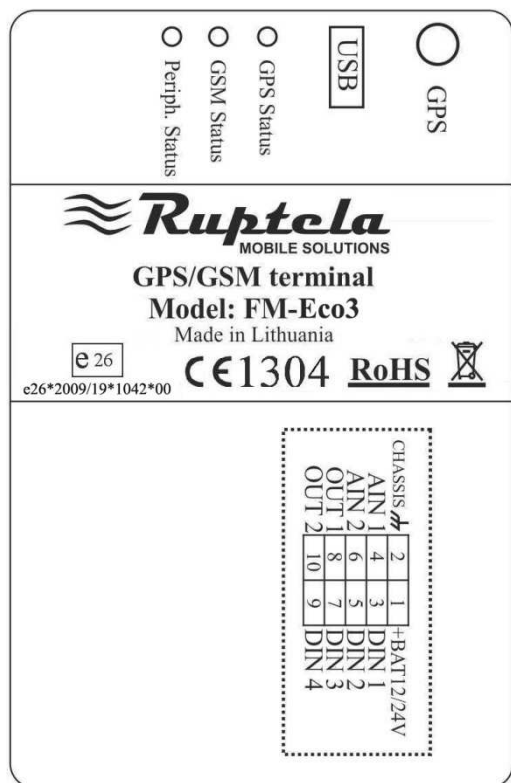 Periph. Status
GSM Status
GPS Status
USB
GPS
Ruptela
MOBILE SOLUTIONS
GPS/GSM terminal
Model: FM-Eco3
Made in Lithuania
e 26
e26*2009/19*1042*00
CE1304 RoHS
CHASSIS 2 1 +BAT12/24V
AIN 1 4 3 DIN 1
AIN 2 6 5 DIN 2
OUT 1 8 7 DIN 3
OUT 2 10 9 DIN 4